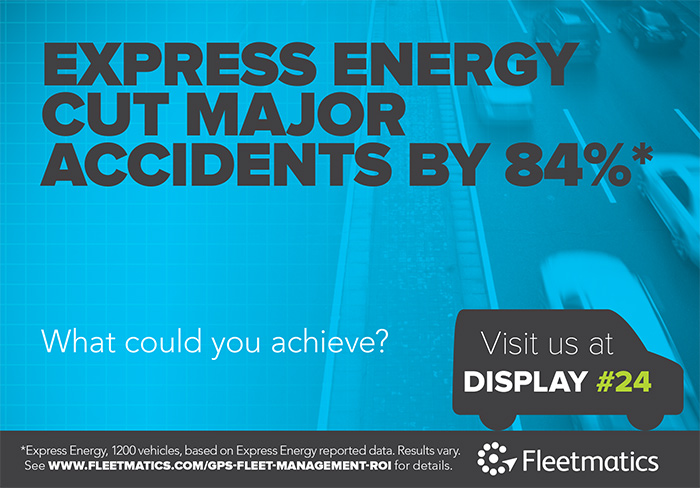 EXPRESS ENERGY
CUT MAJOR
ACCIDENTS BY 84%*
What could you achieve?
Visit us at
DISPLAY #24
*Express Energy, 1200 vehicles, based on Express Energy reported data. Results vary.
See WWW.FLEETMATICS.COM/GPS-FLEET-MANAGEMENT-ROI for details.
Fleetmatics